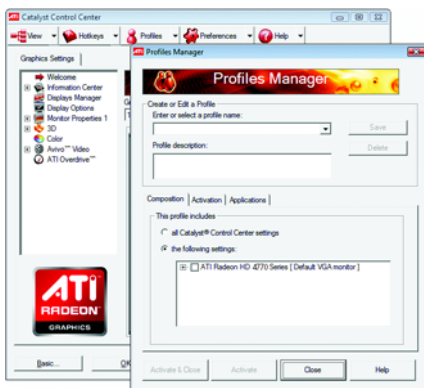 Catalyst Control Center
View
Hotkeys
Profiles
Preferences
Help
Graphics Settings
Welcome
Information Center
Displays Manager
Display Options
Monitor Properties 1
3D
Color
Avivo™ Video
ATI Overdrive™
ATI
RADEON
GRAPHICS
Basic...
ATI
Profiles Manager
Profiles Manager
Create or Edit a Profile
Enter or select a profile name:
Save
Profile description:
Delete
Composition
Activation
Applications
This profile includes
all Catalyst® Control Center settings
the following settings:
ATI Radeon HD 4770 Series [ Default VGA monitor ]
Activate & Close
Activate
Close
Help